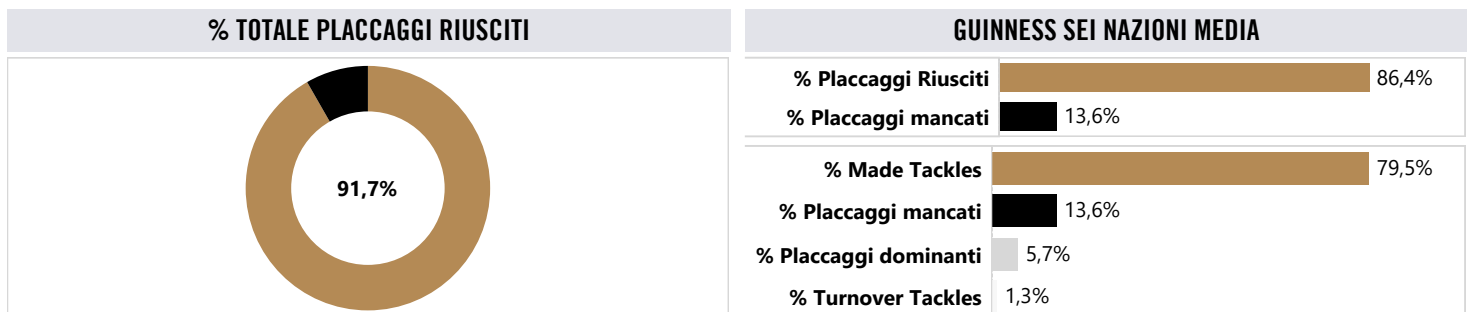 % TOTALE PLACCAGGI RIUSCITI
91,7%
GUINNESS SEI NAZIONI MEDIA
% Placcaggi Riusciti 86,4%
% Placcaggi mancati 13,6%
% Made Tackles 79,5%
% Placcaggi mancati 13,6%
% Placcaggi dominanti 5,7%
% Turnover Tackles 1,3%